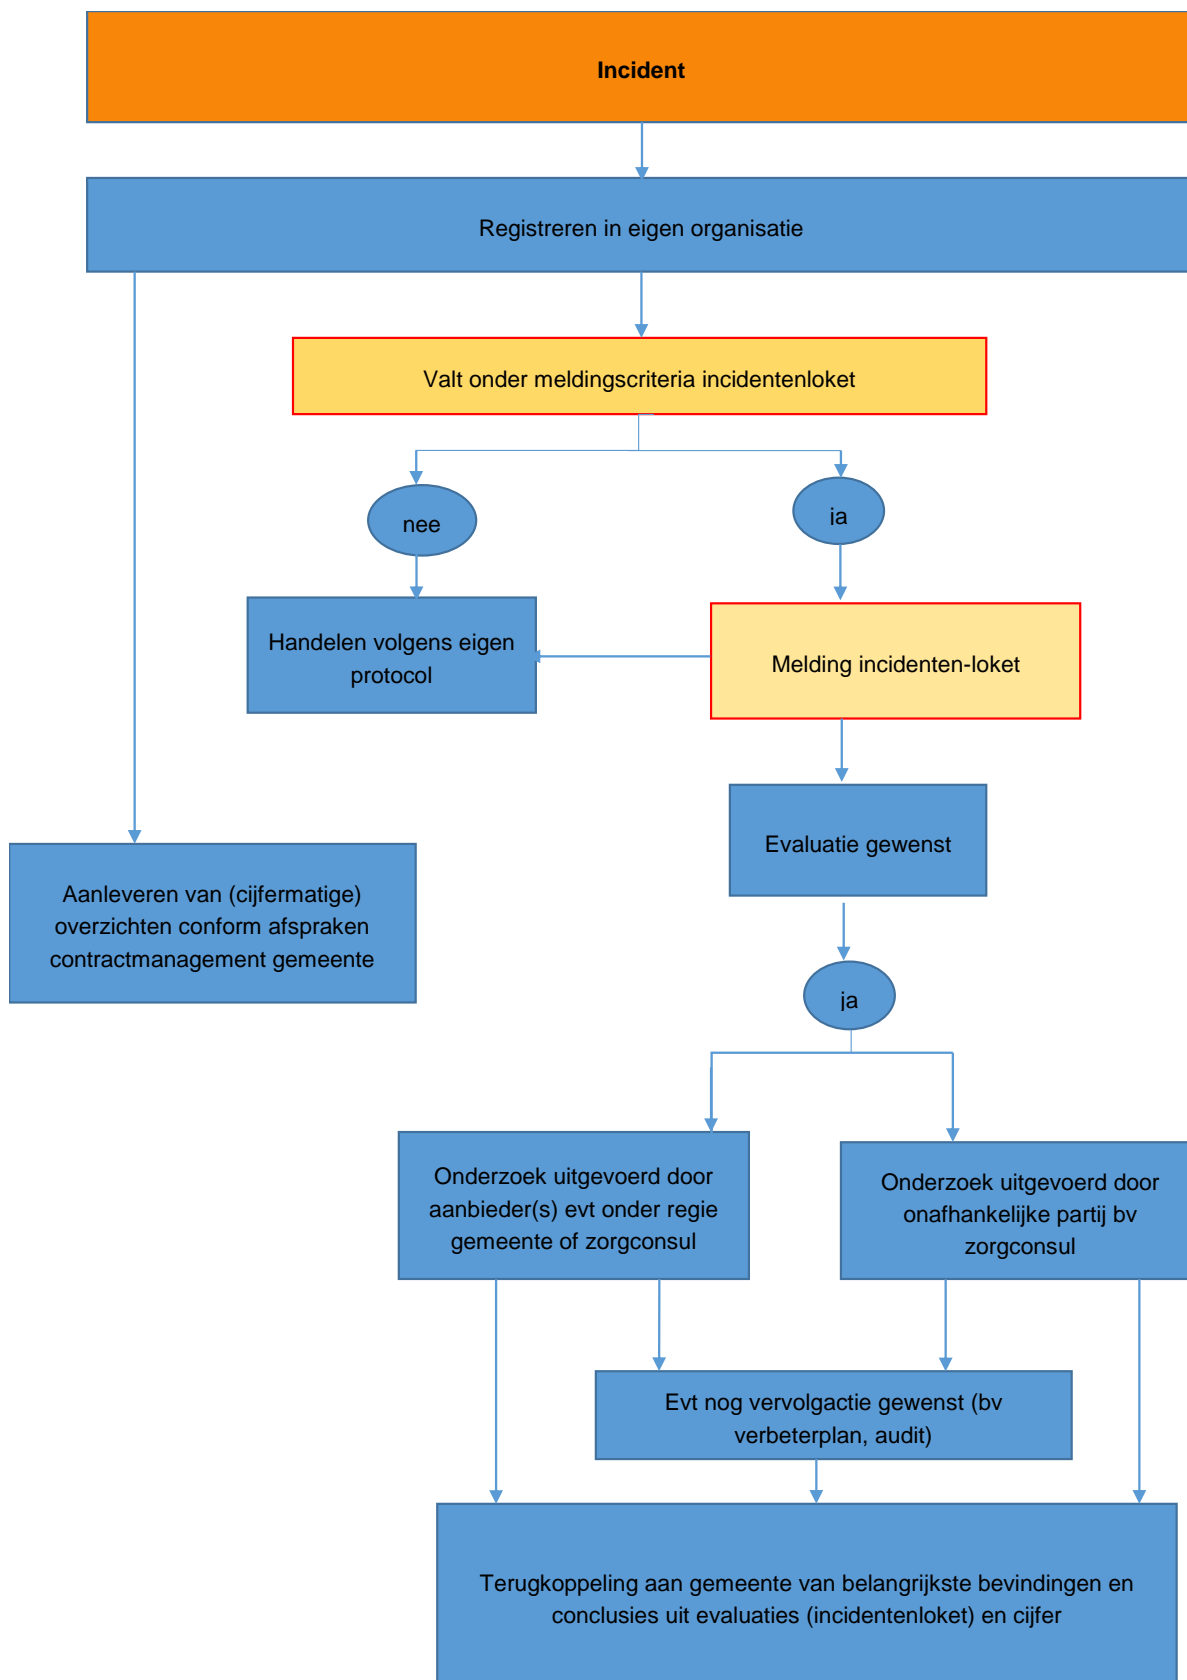 Incident
Registreren in eigen organisatie
Valt onder meldingscriteria incidentenloket
nee
ja
Handelen volgens eigen
protocol
Melding incidenten-loket
Evaluatie gewenst
Aanleveren van (cijfermatige)
overzichten conform afspraken
contractmanagement gemeente
ja
Onderzoek uitgevoerd door
aanbieder(s) evt onder regie
gemeente of zorgconsul
Onderzoek uitgevoerd door
onafhankelijke partij bv
zorgconsul
Evt nog vervolgactie gewenst (bv
verbeterplan, audit)
Terugkoppeling aan gemeente van belangrijkste bevindingen en
conclusies uit evaluaties (incidentenloket) en cijfer